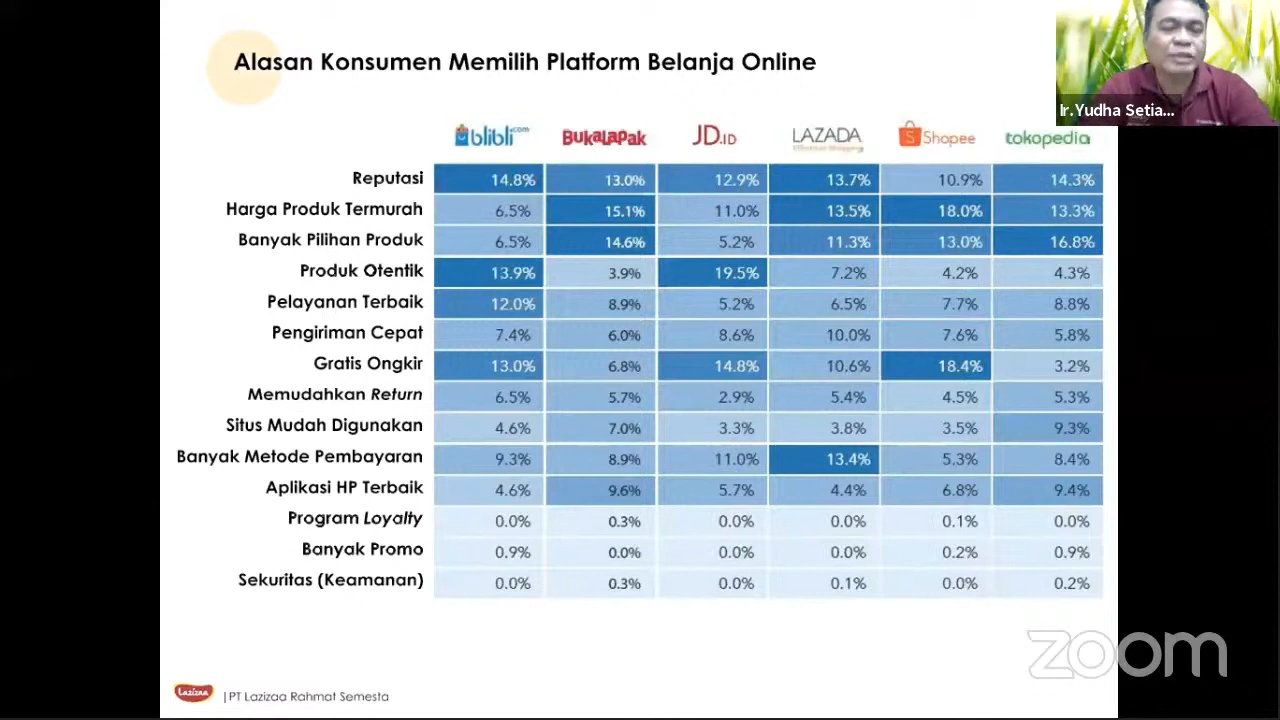 Alasan Konsumen Memilih Platform Belanja Online
Ir.Yudha Setia...
blibli.com BukaLapak JD.ID LAZADA Shopee tokopedia
Reputasi 14.8% 13.0% 12.9% 13.7% 10.9% 14.3%
Harga Produk Termurah 6.5% 15.1% 11.0% 13.5% 18.0% 13.3%
Banyak Pilihan Produk 6.5% 14.6% 5.2% 11.3% 13.0% 16.8%
Produk Otentik 13.9% 3.9% 19.5% 7.2% 4.2% 4.3%
Pelayanan Terbaik 12.0% 8.9% 5.2% 6.5% 7.7% 8.8%
Pengiriman Cepat 7.4% 6.0% 8.6% 10.0% 7.6% 5.8%
Gratis Ongkir 13.0% 6.8% 14.8% 10.6% 18.4% 3.2%
Memudahkan Return 6.5% 5.7% 2.9% 5.4% 4.5% 5.3%
Situs Mudah Digunakan 4.6% 7.0% 3.3% 3.8% 3.5% 9.3%
Banyak Metode Pembayaran 9.3% 8.9% 11.0% 13.4% 5.3% 8.4%
Aplikasi HP Terbaik 4.6% 9.6% 5.7% 4.4% 6.8% 9.4%
Program Loyalty 0.0% 0.3% 0.0% 0.0% 0.1% 0.0%
Banyak Promo 0.9% 0.0% 0.0% 0.0% 0.2% 0.9%
Sekuritas (Keamanan) 0.0% 0.3% 0.0% 0.1% 0.0% 0.2%
zoom
Lazizaa | PT Lazizaa Rahmat Semesta